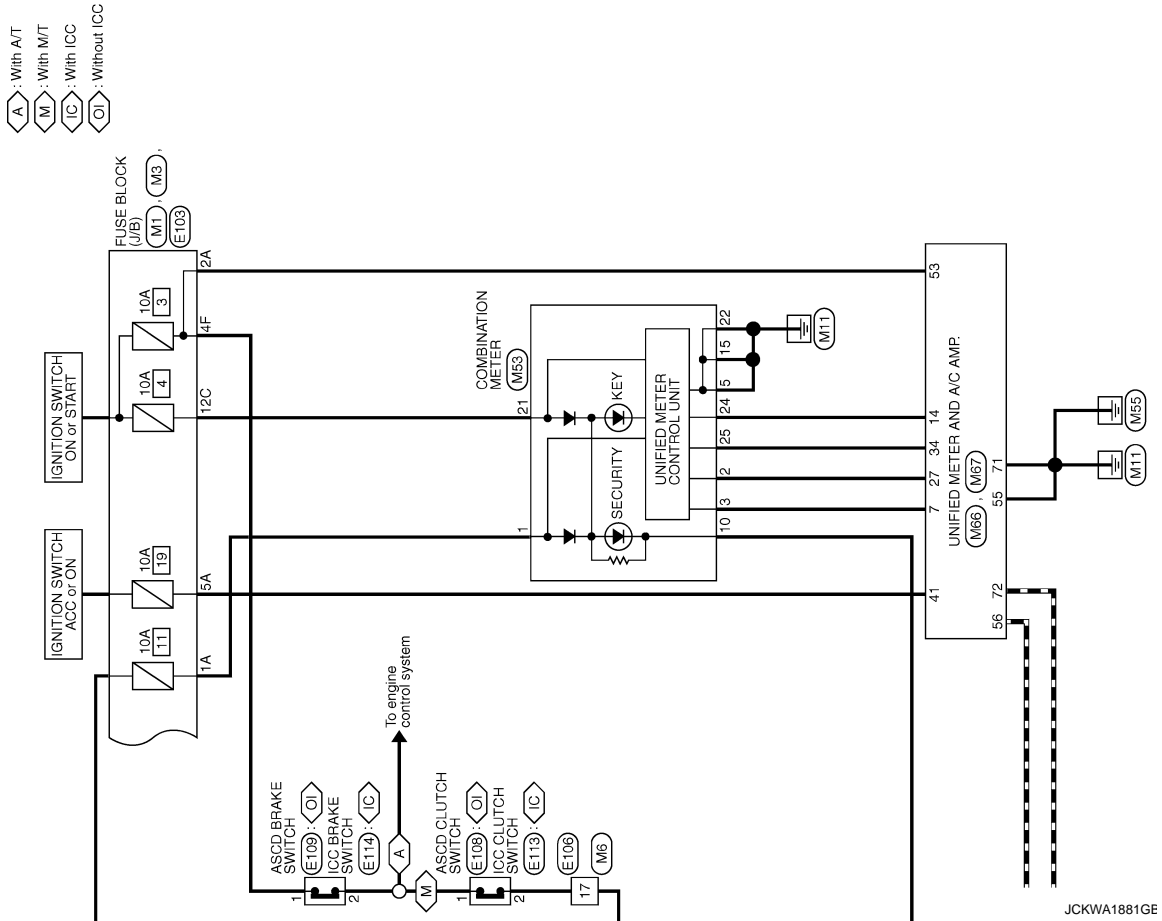 A : With A/T
M : With M/T
IC : With ICC
OI : Without ICC
IGNITION SWITCH
ACC or ON
IGNITION SWITCH
ON or START
FUSE BLOCK
(J/B)
M1 , M3 ,
E103
10A
11
10A
19
10A
4
10A
3
1A
5A
12C
4F
2A
ASCD BRAKE
SWITCH
E109 : OI
ICC BRAKE
SWITCH
E114 : IC
1
2
A
To engine
control system
M
ASCD CLUTCH
SWITCH
E108 : OI
ICC CLUTCH
SWITCH
E113 : IC
1
2
E106
17
M6
COMBINATION
METER
M53
1
21
SECURITY
KEY
UNIFIED METER
CONTROL UNIT
10
3
2
25
24
5
15
22
M11
41
7
27
34
14
53
UNIFIED METER AND A/C AMP.
M66 , M67
56
72
55
71
M11
M55
JCKWA1881GB